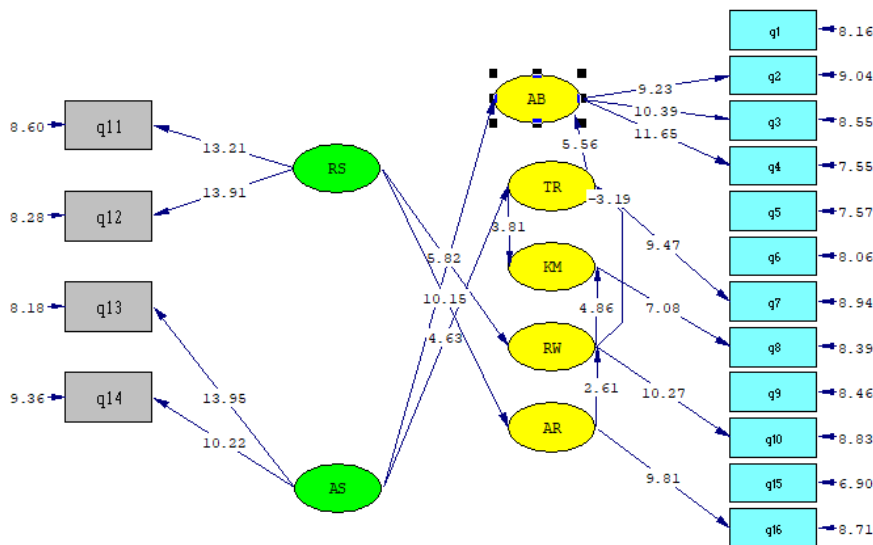 q1
8.16
q2
9.04
q3
8.55
q4
7.55
q5
7.57
q6
8.06
q7
8.94
q8
8.39
q9
8.46
q10
8.83
q15
6.90
q16
8.71
8.60
q11
8.28
q12
8.18
q13
9.36
q14
13.21
13.91
13.95
10.22
RS
AS
AB
TR
KM
RW
AR
9.23
10.39
11.65
5.56
-3.19
3.81
9.47
5.82
10.15
4.63
4.86
7.08
2.61
10.27
9.81